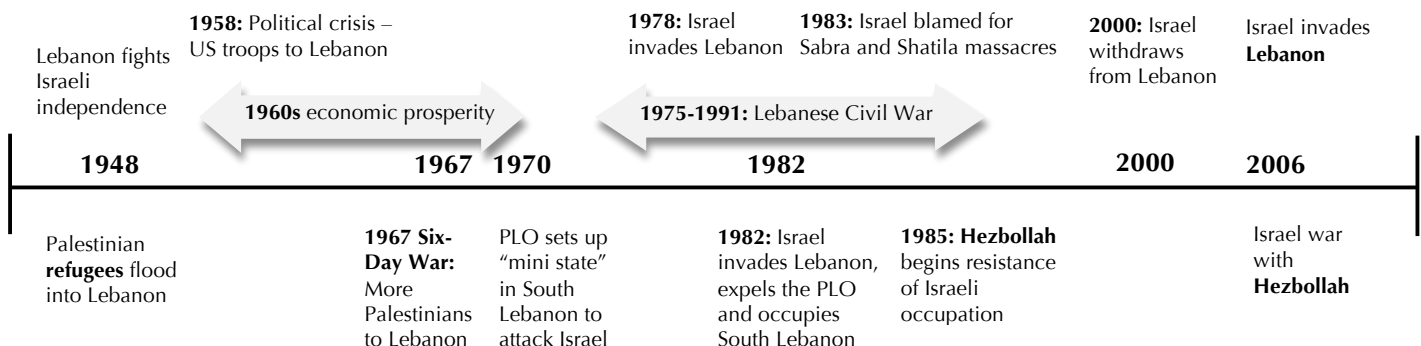 Lebanon fights
Israeli
independence
1958: Political crisis –
US troops to Lebanon
1978: Israel
invades Lebanon
1983: Israel blamed for
Sabra and Shatila massacres
2000: Israel
withdraws
from Lebanon
Israel invades
Lebanon
1960s economic prosperity
1975-1991: Lebanese Civil War
1948
1967
1970
1982
2000
2006
Palestinian
refugees flood
into Lebanon
1967 Six-
Day War:
More
Palestinians
to Lebanon
PLO sets up
“mini state”
in South
Lebanon to
attack Israel
1982: Israel
invades Lebanon,
expels the PLO
and occupies
South Lebanon
1985: Hezbollah
begins resistance
of Israeli
occupation
Israel war
with
Hezbollah